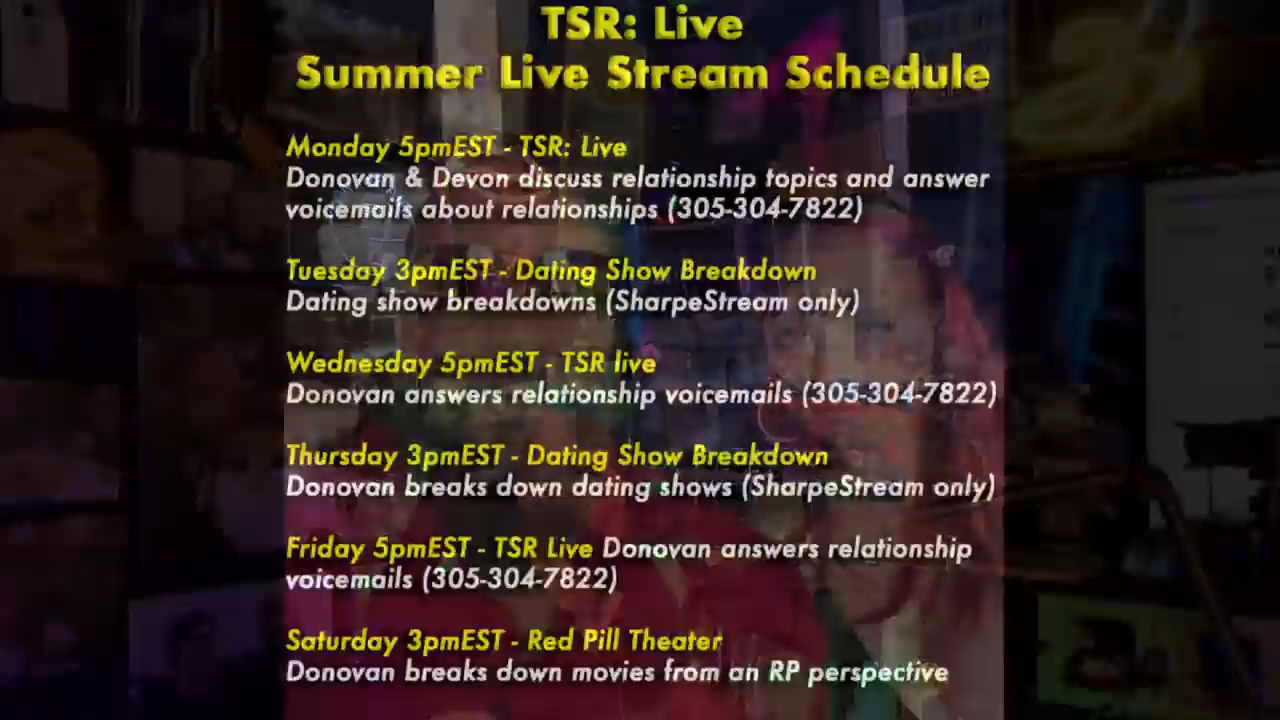 TSR: Live
Summer Live Stream Schedule
Monday 5pmEST - TSR: Live
Donovan & Devon discuss relationship topics and answer
voicemails about relationships (305-304-7822)
Tuesday 3pmEST - Dating Show Breakdown
Dating show breakdowns (SharpeStream only)
Wednesday 5pmEST - TSR live
Donovan answers relationship voicemails (305-304-7822)
Thursday 3pmEST - Dating Show Breakdown
Donovan breaks down dating shows (SharpeStream only)
Friday 5pmEST - TSR Live Donovan answers relationship
voicemails (305-304-7822)
Saturday 3pmEST - Red Pill Theater
Donovan breaks down movies from an RP perspective